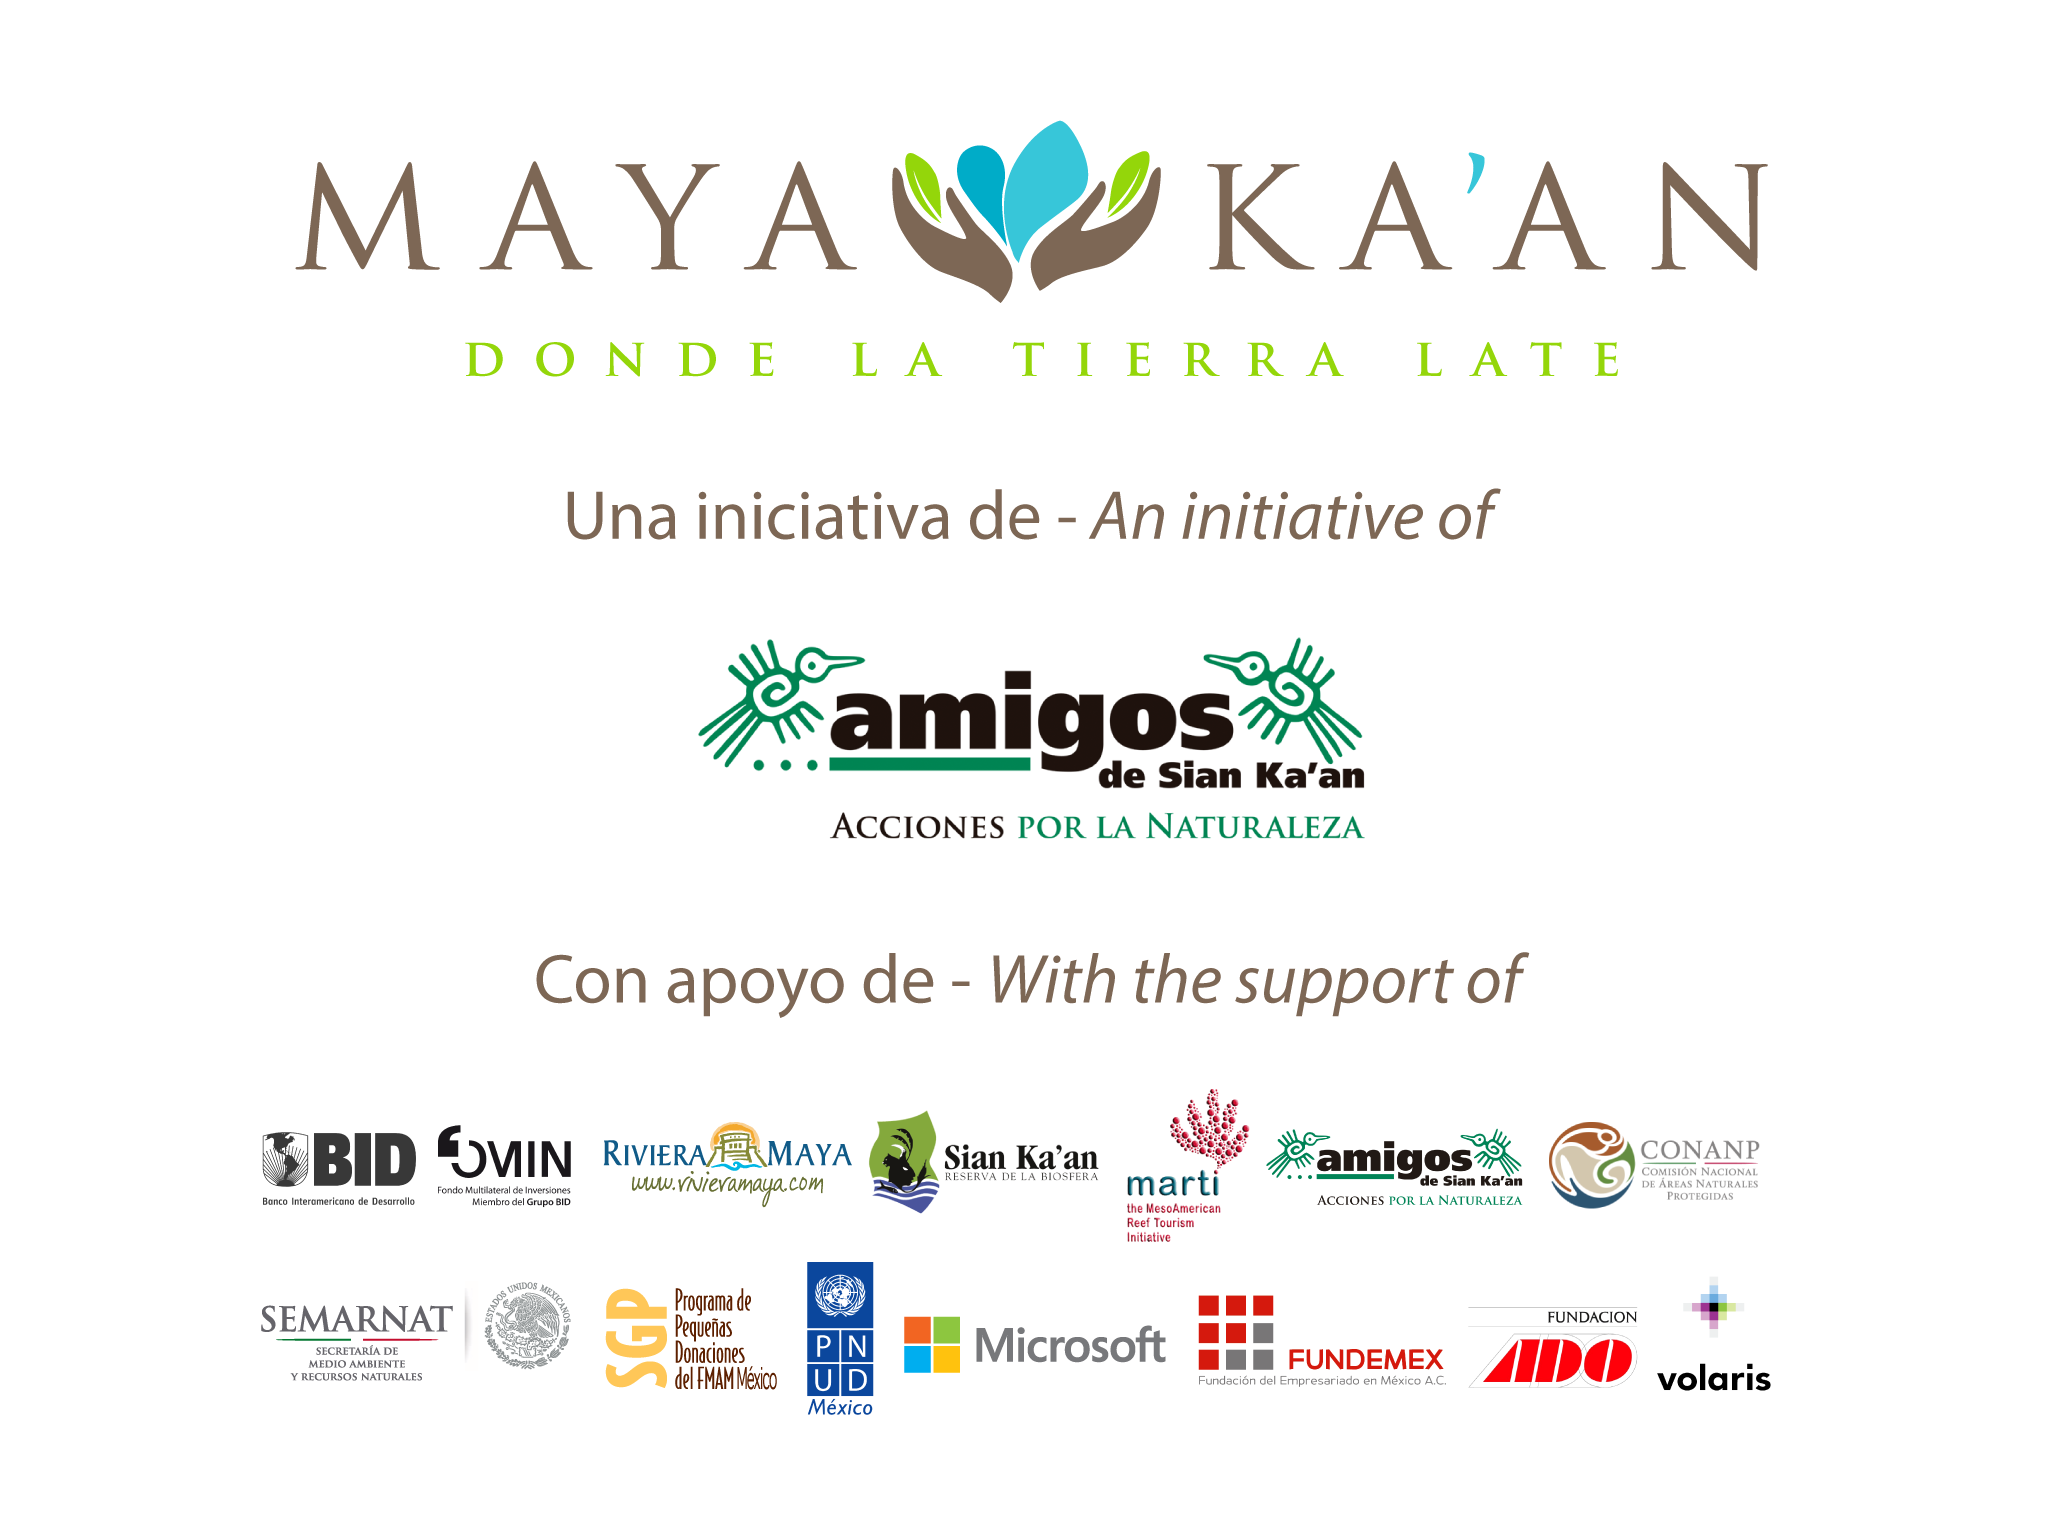 MAYA KA'AN
DONDE LA TIERRA LATE
Una iniciativa de - An initiative of
amigos
de Sian Ka'an
ACCIONES POR LA NATURALEZA
Con apoyo de - With the support of
BID
Banco Interamericano de Desarrollo
FOMIN
Fondo Multilateral de Inversiones
Miembro del Grupo BID
RIVIERA MAYA
www.rivieramaya.com
Sian Ka'an
RESERVA DE LA BIOSFERA
marti
the MesoAmerican
Reef Tourism
Initiative
amigos
de Sian Ka'an
ACCIONES POR LA NATURALEZA
CONANP
COMISIÓN NACIONAL
DE ÁREAS NATURALES
PROTEGIDAS
SEMARNAT
SECRETARÍA DE
MEDIO AMBIENTE
Y RECURSOS NATURALES
ESTADOS UNIDOS MEXICANOS
SGP
Programa de
Pequeñas
Donaciones
del FMAM México
PN
UD
México
Microsoft
FUNDEMEX
Fundación del Empresariado en México A.C.
FUNDACION
ADO
volaris